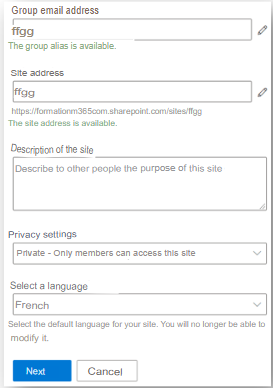 Group email address
ffgg
The group alias is available.
Site address
ffgg
https://formationm365com.sharepoint.com/sites/ffgg
The site address is available.
Description of the site
Describe to other people the purpose of this site
Privacy settings
Private - Only members can access this site
Select a language
French
Select the default language for your site. You will no longer be able to
modify it.
Next
Cancel